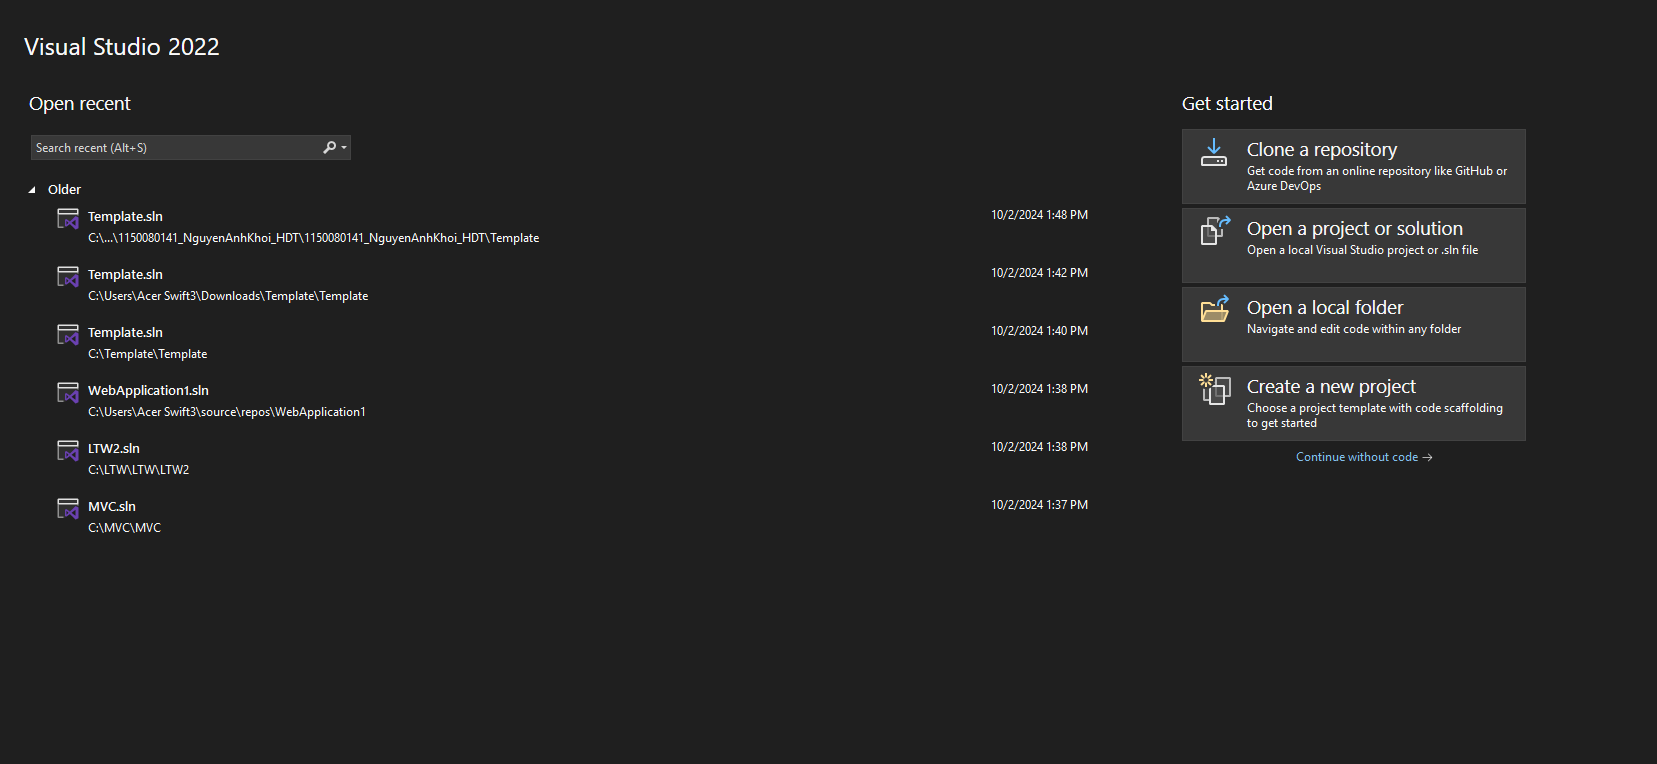 Visual Studio 2022
Open recent
Search recent (Alt+S)
Older
Template.sln
10/2/2024 1:48 PM
C:\...\1150080141_NguyenAnhKhoi_HDT\1150080141_NguyenAnhKhoi_HDT\Template
Template.sln
10/2/2024 1:42 PM
C:\Users\Acer Swift3\Downloads\Template\Template
Template.sln
10/2/2024 1:40 PM
C:\Template\Template
WebApplication1.sln
10/2/2024 1:38 PM
C:\Users\Acer Swift3\source\repos\WebApplication1
LTW2.sln
10/2/2024 1:38 PM
C:\LTW\LTW\LTW2
MVC.sln
10/2/2024 1:37 PM
C:\MVC\MVC
Get started
Clone a repository
Get code from an online repository like GitHub or
Azure DevOps
Open a project or solution
Open a local Visual Studio project or .sln file
Open a local folder
Navigate and edit code within any folder
Create a new project
Choose a project template with code scaffolding
to get started
Continue without code →